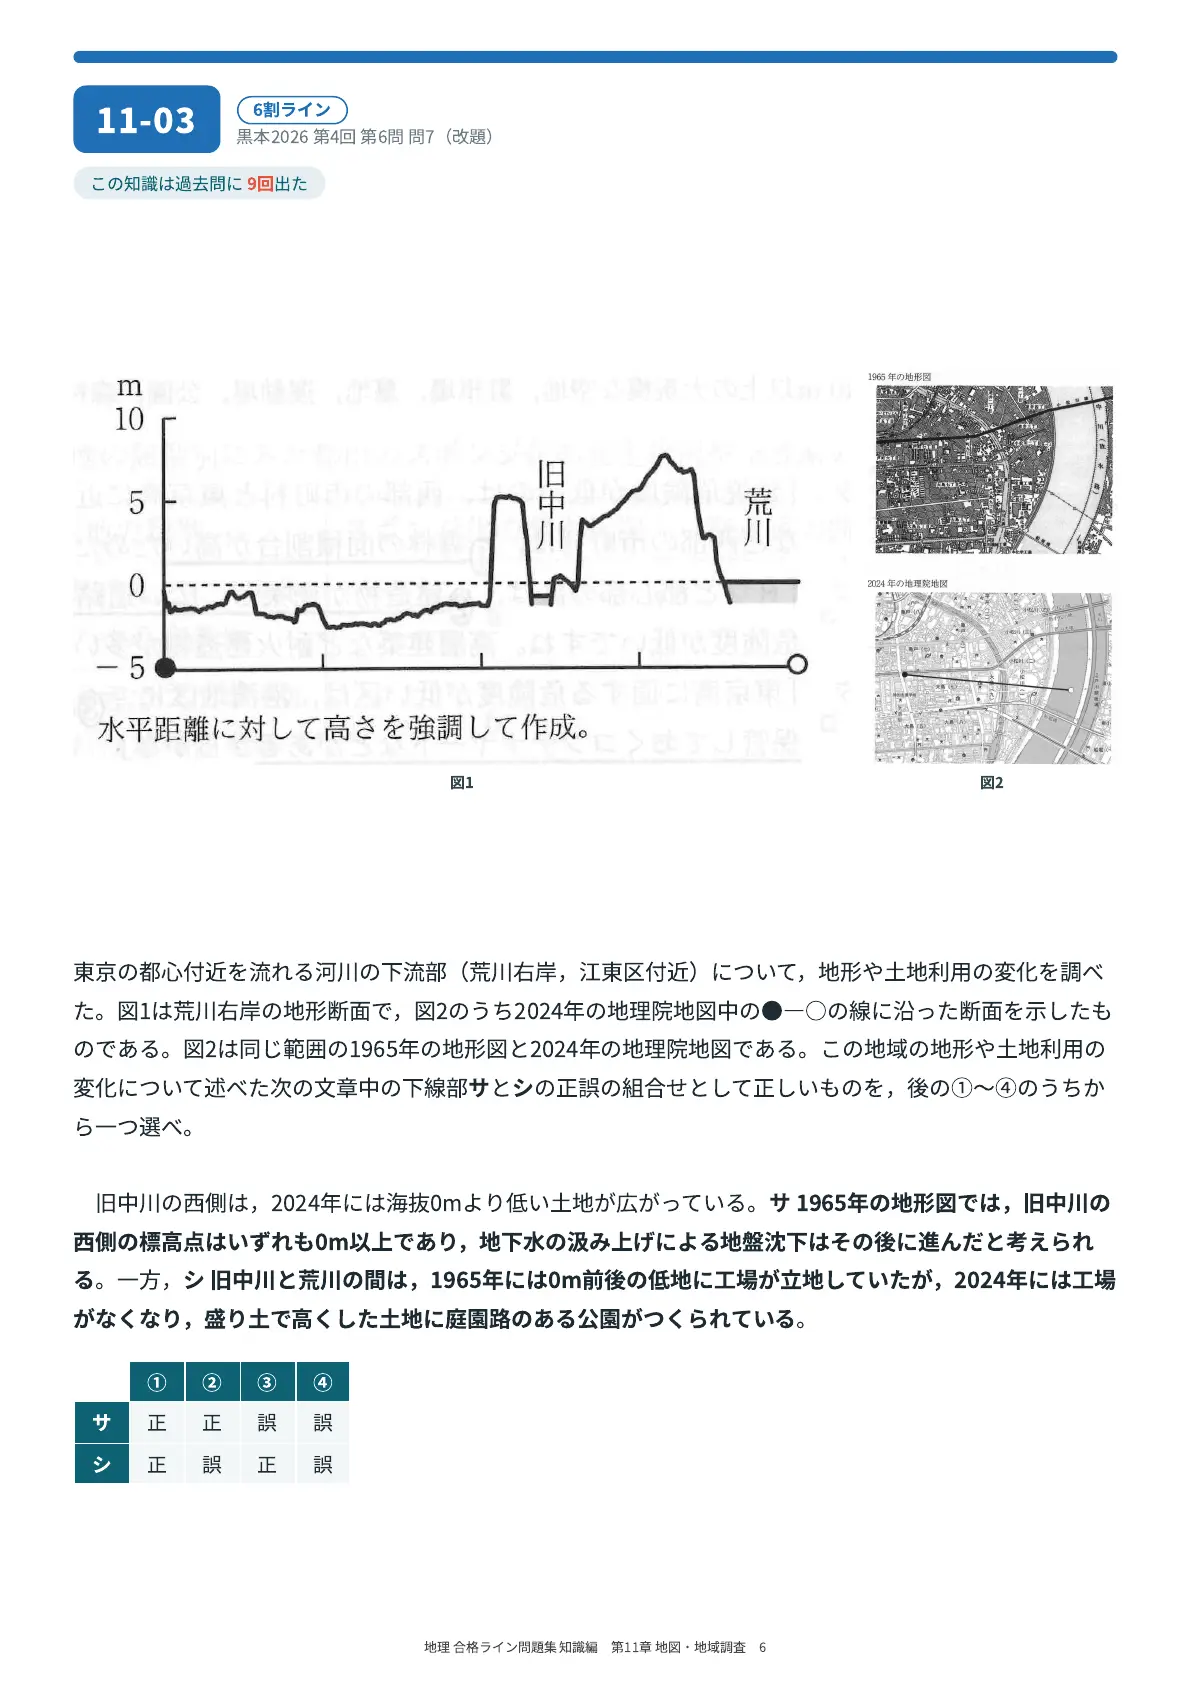 11-03
6割ライン
黒本2026 第4回 第6問 問7（改題）
この知識は過去問に 9回出た
m
10
5
0
－5
旧中川
荒川
水平距離に対して高さを強調して作成。
図1
1965 年の地形図
2024 年の地理院地図
図2
東京の都心付近を流れる河川の下流部（荒川右岸，江東区付近）について，地形や土地利用の変化を調べ
た。図1は荒川右岸の地形断面で，図2のうち2024年の地理院地図中の●―○の線に沿った断面を示したも
のである。図2は同じ範囲の1965年の地形図と2024年の地理院地図である。この地域の地形や土地利用の
変化について述べた次の文章中の下線部サとシの正誤の組合せとして正しいものを，後の①～④のうちか
ら一つ選べ。
旧中川の西側は，2024年には海抜0mより低い土地が広がっている。サ 1965年の地形図では，旧中川の
西側の標高点はいずれも0m以上であり，地下水の汲み上げによる地盤沈下はその後に進んだと考えられ
る。一方，シ 旧中川と荒川の間は，1965年には0m前後の低地に工場が立地していたが，2024年には工場
がなくなり，盛り土で高くした土地に庭園路のある公園がつくられている。
① ② ③ ④
サ 正 正 誤 誤
シ 正 誤 正 誤
地理 合格ライン問題集 知識編　第11章 地図・地域調査　6